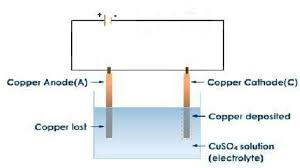 + -
Copper Anode(A)
Copper Cathode(C)
Copper deposited
Copper lost
CuSO₄ solution
(electrolyte)